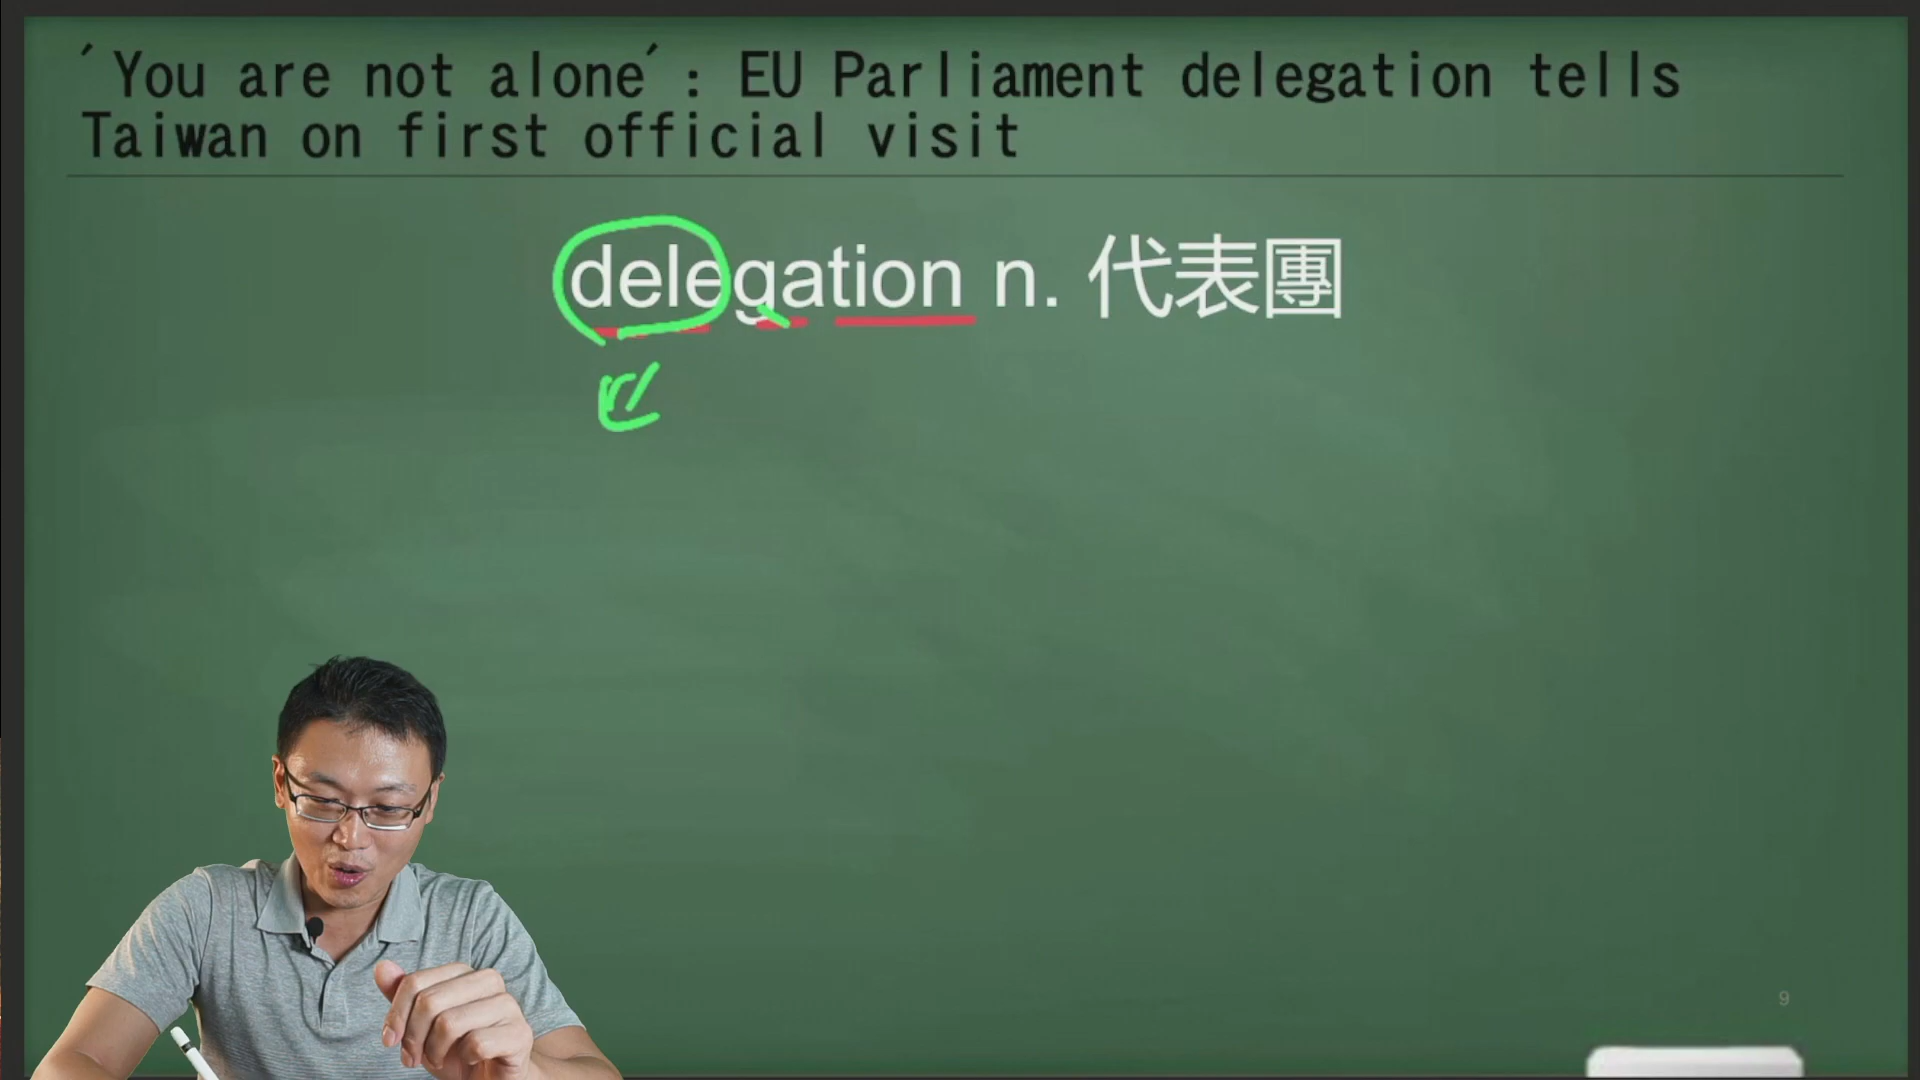 'You are not alone': EU Parliament delegation tells
Taiwan on first official visit
delegation n. 代表團
9